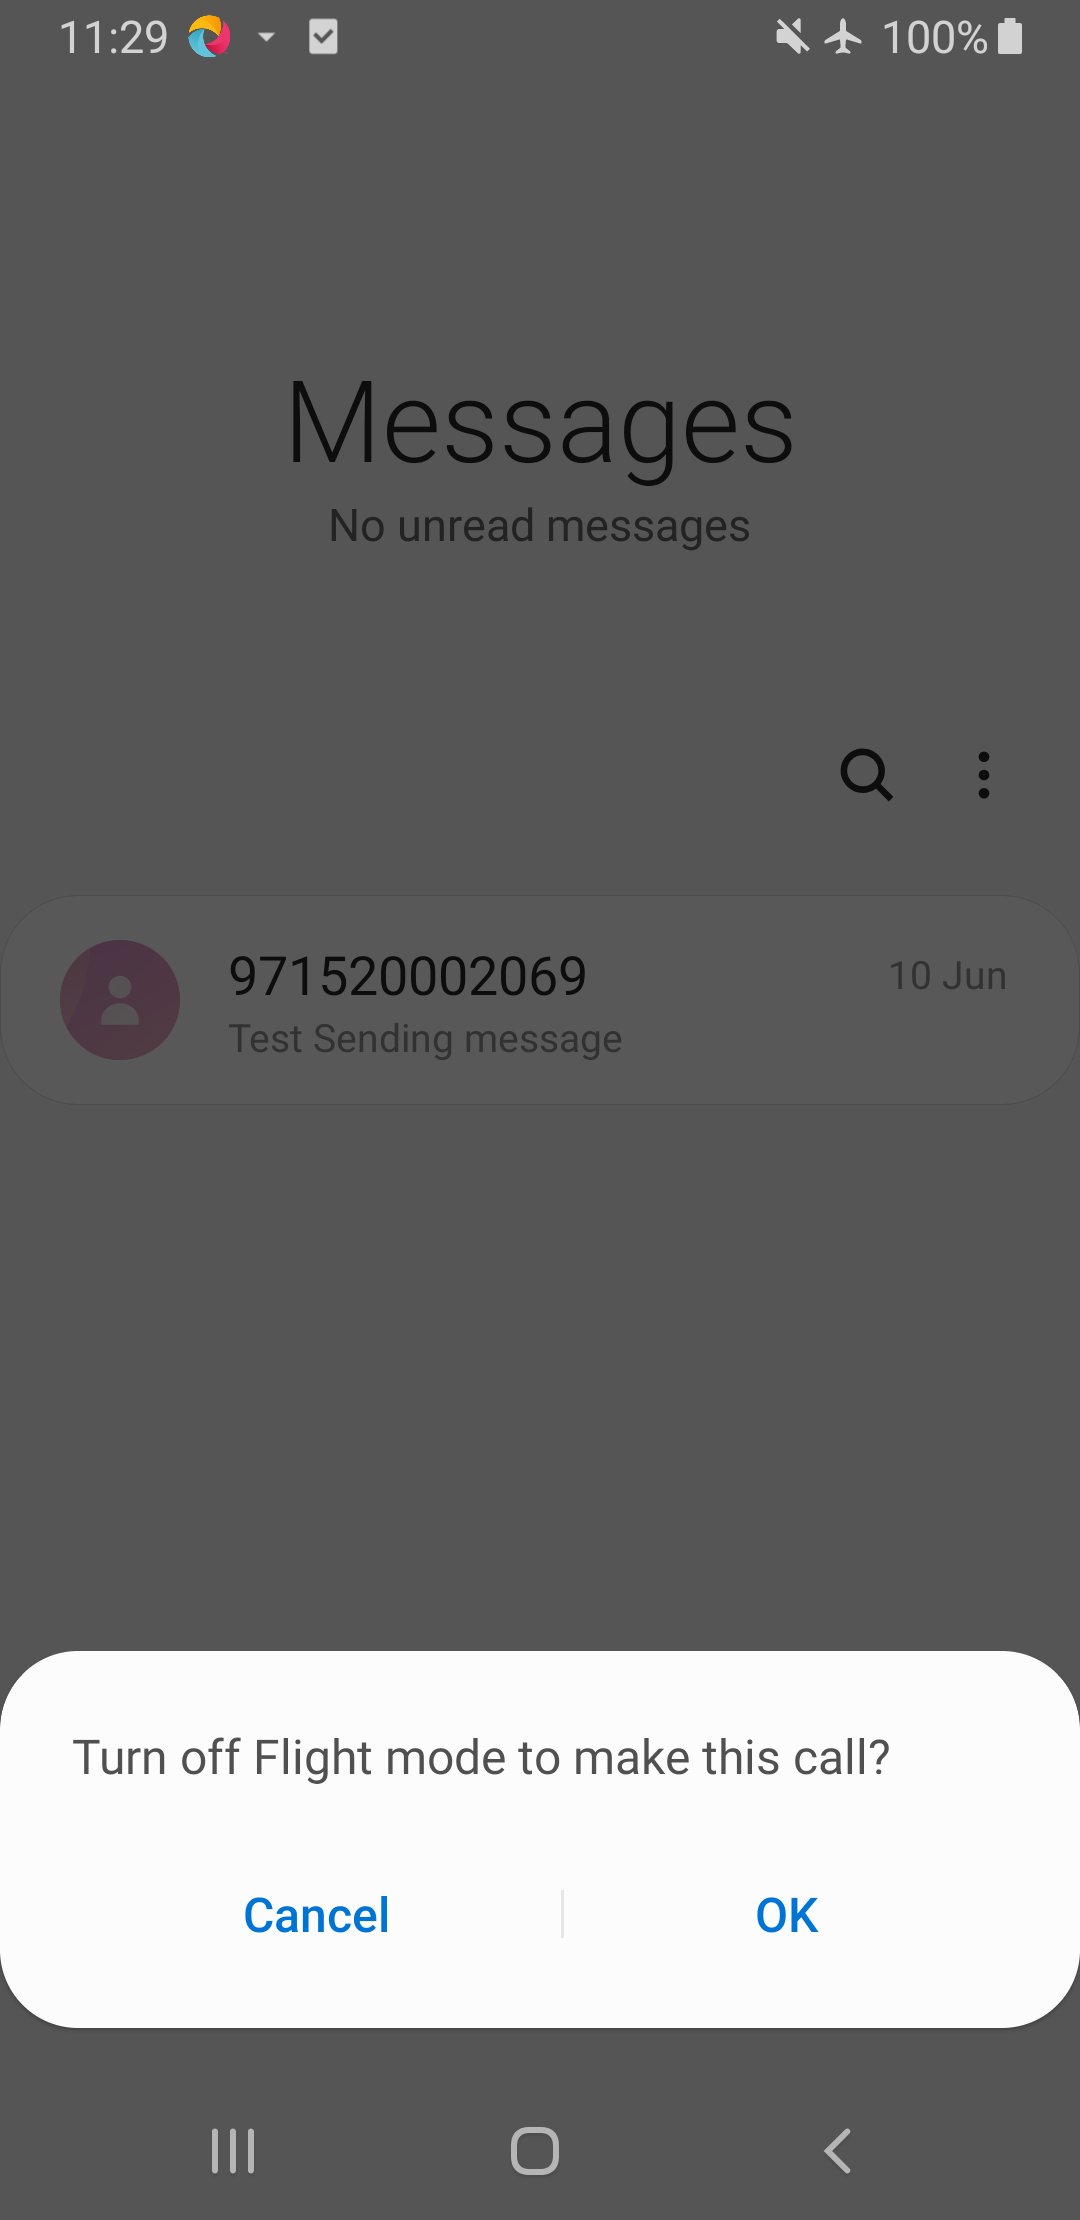 11:29
100%
Messages
No unread messages
971520002069
10 Jun
Test Sending message
Turn off Flight mode to make this call?
Cancel
OK